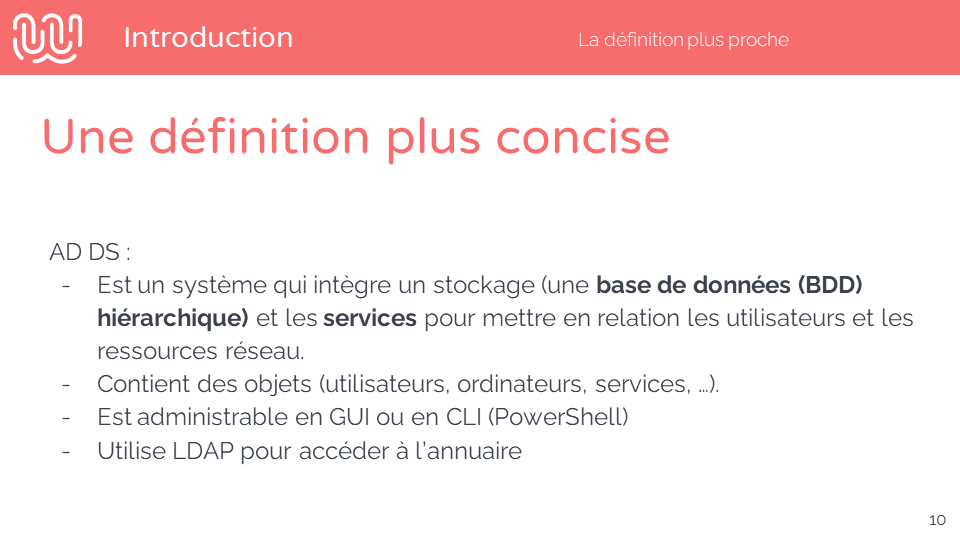 Introduction
La définition plus proche
Une définition plus concise
AD DS :
- Est un système qui intègre un stockage (une base de données (BDD)
hiérarchique) et les services pour mettre en relation les utilisateurs et les
ressources réseau.
- Contient des objets (utilisateurs, ordinateurs, services, …).
- Est administrable en GUI ou en CLI (PowerShell)
- Utilise LDAP pour accéder à l'annuaire
10